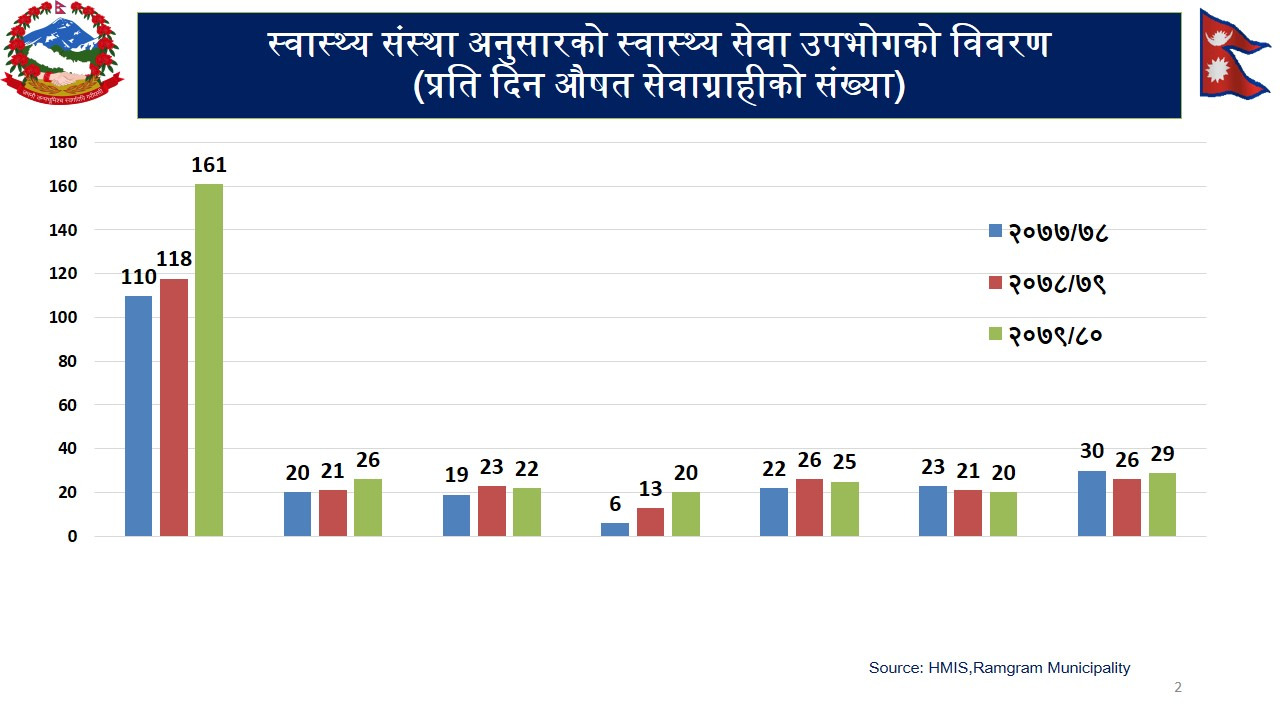 स्वास्थ्य संस्था अनुसारको स्वास्थ्य सेवा उपभोगको विवरण
(प्रति दिन औषत सेवाग्राहीको संख्या)
जननी जन्मभूमिश्च स्वर्गादपि गरीयसी
180
160
140
120
100
80
60
40
20
0
110 118 161
20 21 26
19 23 22
6 13 20
22 26 25
23 21 20
30 26 29
२०७७/७८
२०७८/७९
२०७९/८०
Source: HMIS,Ramgram Municipality
2